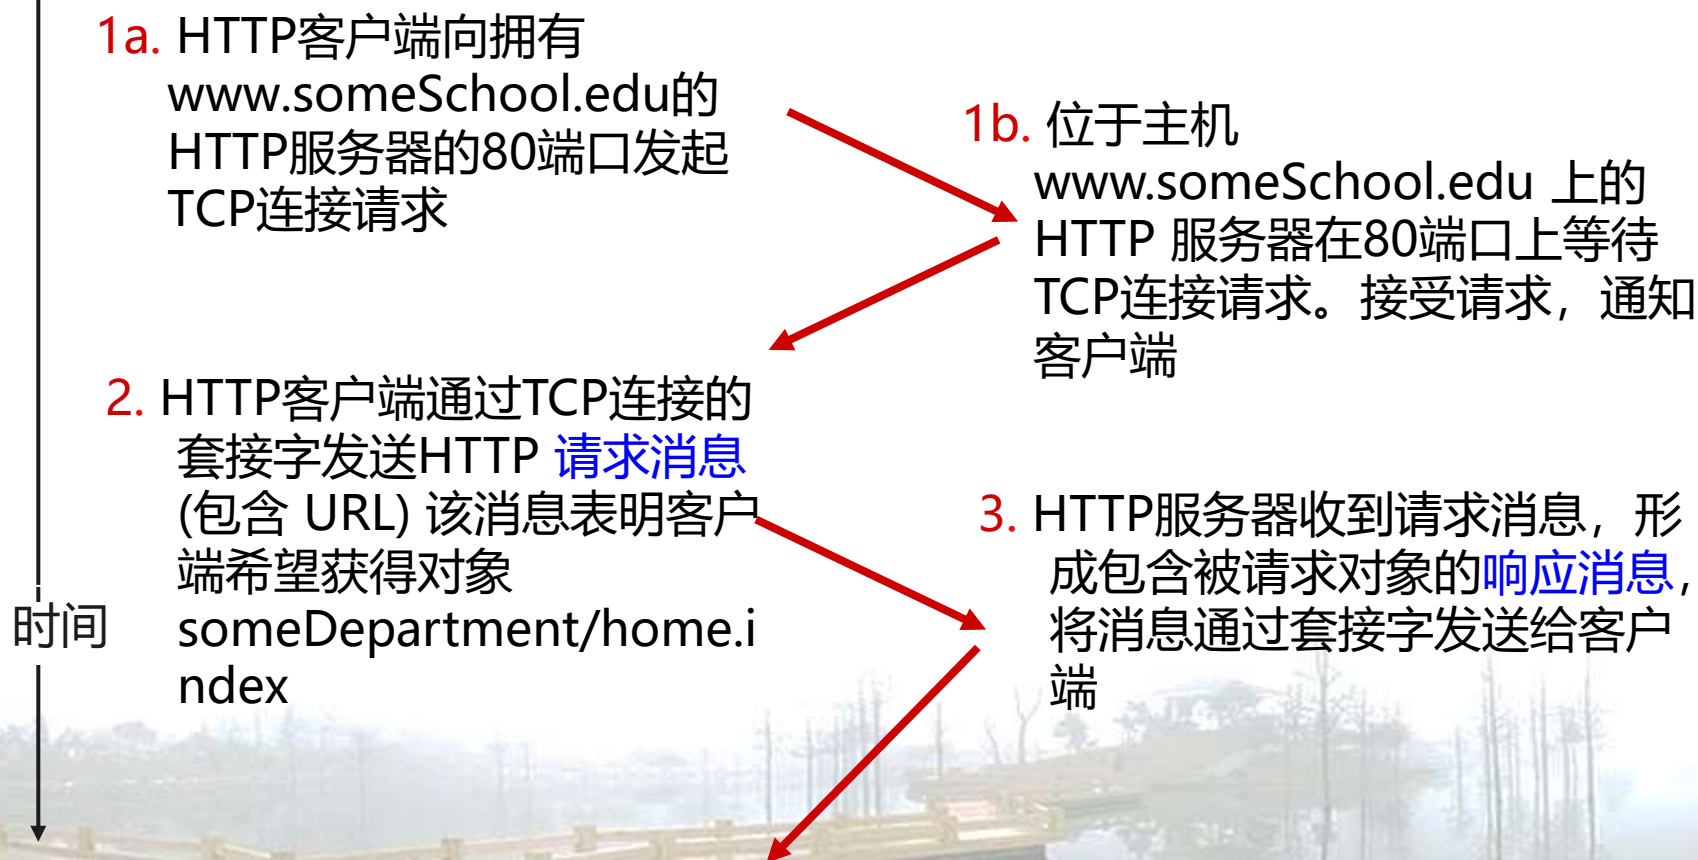 1a. HTTP客户端向拥有
www.someSchool.edu的
HTTP服务器的80端口发起
TCP连接请求
1b. 位于主机
www.someSchool.edu 上的
HTTP 服务器在80端口上等待
TCP连接请求。接受请求，通知
客户端
2. HTTP客户端通过TCP连接的
套接字发送HTTP 请求消息
(包含 URL) 该消息表明客户
端希望获得对象
someDepartment/home.i
ndex
3. HTTP服务器收到请求消息，形
成包含被请求对象的响应消息，
将消息通过套接字发送给客户
端
时间